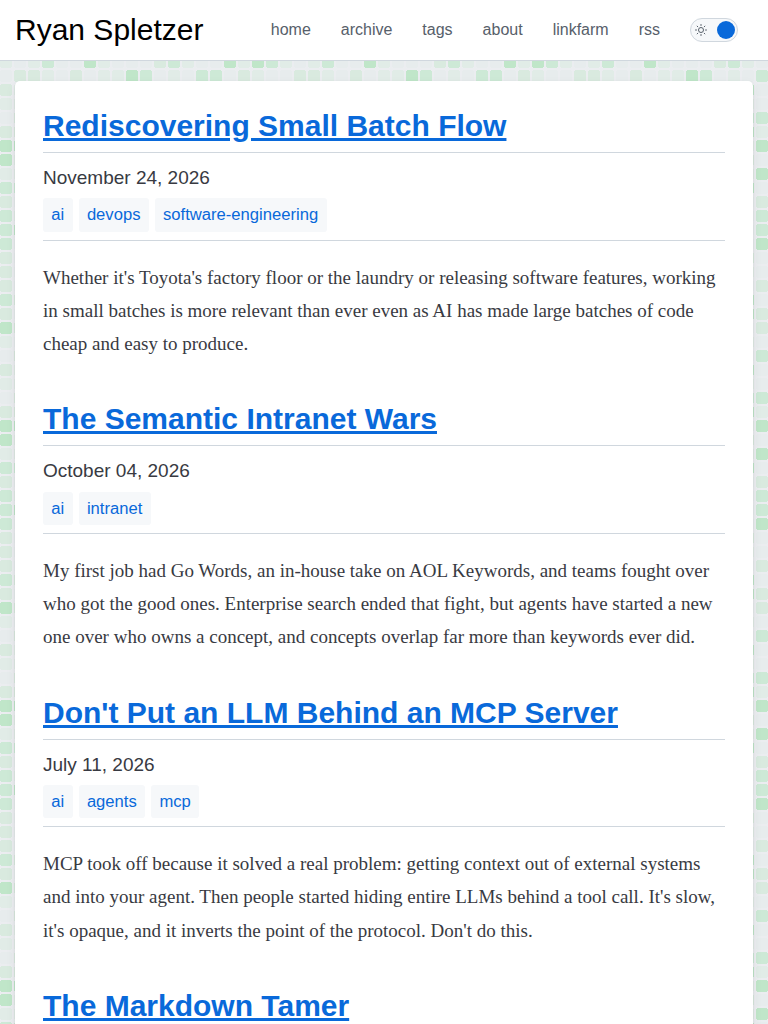 Ryan Spletzer
home archive tags about linkfarm rss
Rediscovering Small Batch Flow
November 24, 2026
ai devops software-engineering
Whether it's Toyota's factory floor or the laundry or releasing software features, working
in small batches is more relevant than ever even as AI has made large batches of code
cheap and easy to produce.
The Semantic Intranet Wars
October 04, 2026
ai intranet
My first job had Go Words, an in-house take on AOL Keywords, and teams fought over
who got the good ones. Enterprise search ended that fight, but agents have started a new
one over who owns a concept, and concepts overlap far more than keywords ever did.
Don't Put an LLM Behind an MCP Server
July 11, 2026
ai agents mcp
MCP took off because it solved a real problem: getting context out of external systems
and into your agent. Then people started hiding entire LLMs behind a tool call. It's slow,
it's opaque, and it inverts the point of the protocol. Don't do this.
The Markdown Tamer